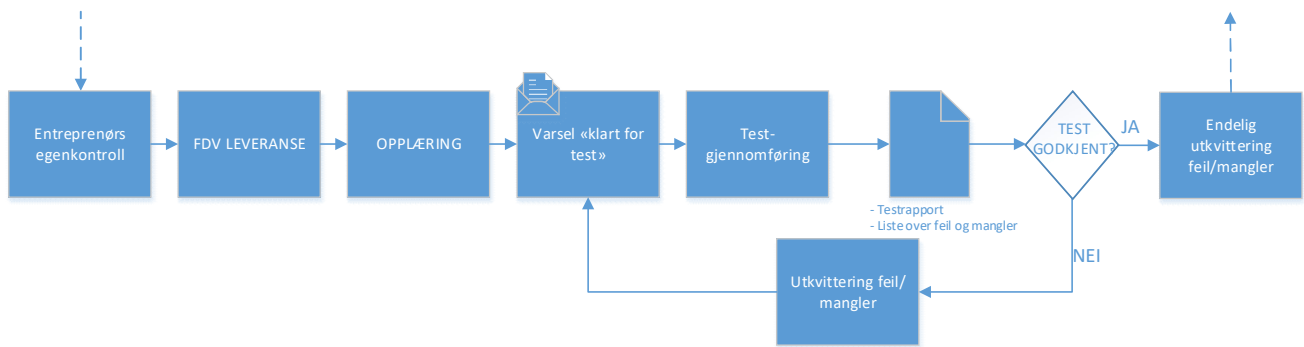 Entreprenørs
egenkontroll
FDV LEVERANSE
OPPLÆRING
Varsel «klart for
test»
Test-
gjennomføring
- Testrapport
- Liste over feil og mangler
TEST
GODKJENT?
JA
Endelig
utkvittering
feil/mangler
NEI
Utkvittering feil/
mangler